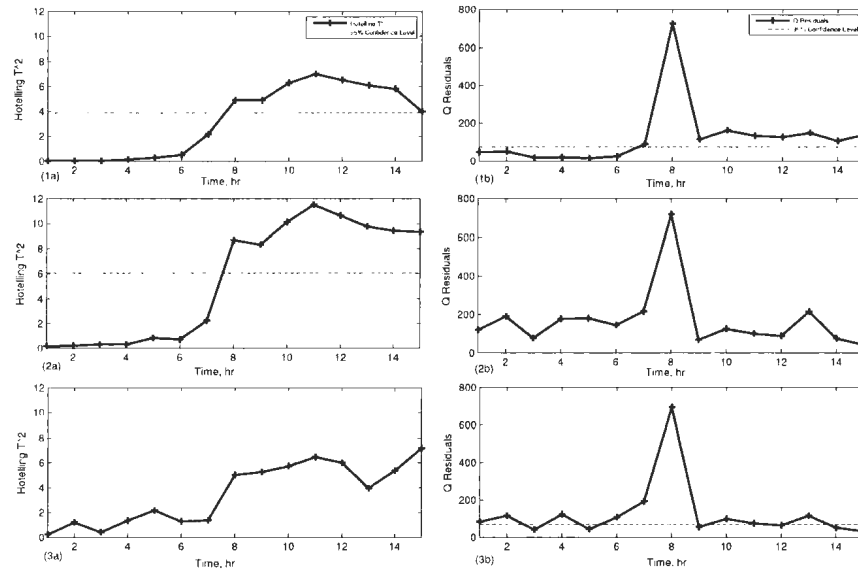 12
10
8
6
4
2
0
Hotelling T^2
Hotelling T²
95% Confidence Level
2 4 6 8 10 12 14
(1a)
Time, hr
800
600
400
200
0
Q Residuals
Q Residuals
Confidence Level
2 4 6 8 10 12 14
(1b)
Time, hr
12
10
8
6
4
2
0
Hotelling T^2
2 4 6 8 10 12 14
(2a)
Time, hr
800
600
400
200
0
Q Residuals
2 4 6 8 10 12 14
(2b)
Time, hr
12
10
8
6
4
2
0
Hotelling T^2
2 4 6 8 10 12 14
(3a)
Time, hr
800
600
400
200
0
Q Residuals
2 4 6 8 10 12 14
(3b)
Time, hr